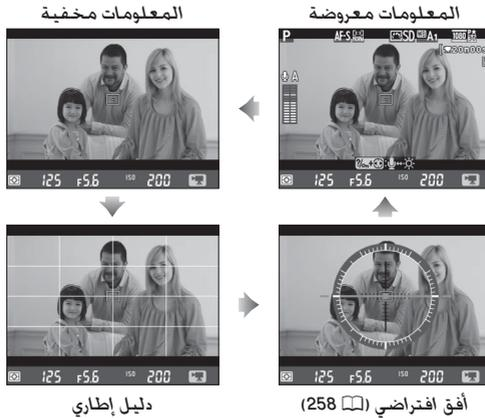 المعلومات معروضة
المعلومات مخفية
P AF-S SD A1 1080
20m00s
A
125 F5.6 ISO 200
125 F5.6 ISO 200
125 F5.6 ISO 200
125 F5.6 ISO 200
أفق افتراضي (258)
دليل إطاري